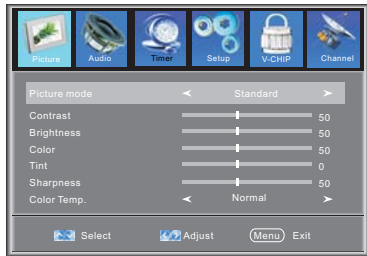 Picture Audio Timer Setup V-CHIP Channel
Picture mode Standard
Contrast 50
Brightness 50
Color 50
Tint 0
Sharpness 50
Color Temp. Normal
Select Adjust Menu Exit